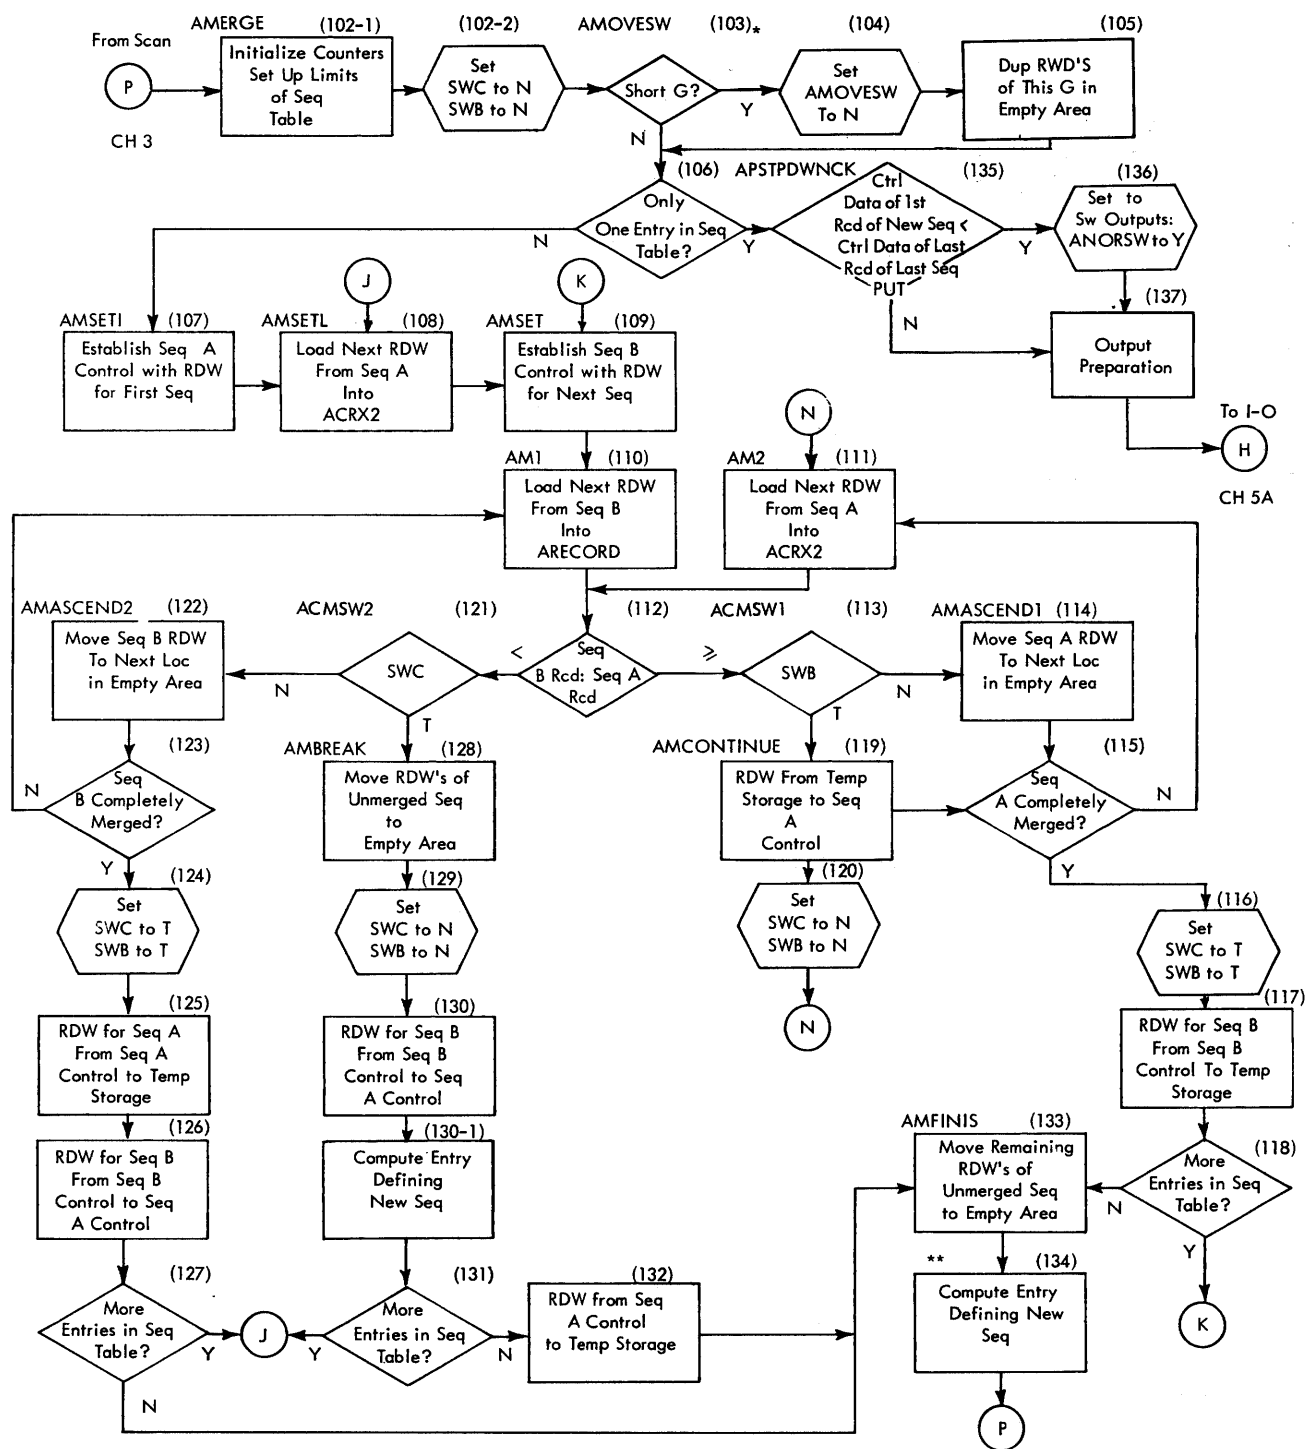 From Scan
P
CH 3
AMERGE (102-1)
Initialize Counters
Set Up Limits
of Seq
Table
(102-2)
Set
SWC to N
SWB to N
AMOVESW (103)*
Short G?
Y
N
(104)
Set
AMOVESW
To N
(105)
Dup RWD'S
of This G in
Empty Area
(106)
Only
One Entry in Seq
Table?
N
Y
APSTPDWNCK (135)
Ctrl
Data of 1st
Rcd of New Seq <
Ctrl Data of Last
Rcd of Last Seq
PUT
Y
N
(136)
Set to
Sw Outputs:
ANORSW to Y
(137)
Output
Preparation
To I-O
H
CH 5A
J
K
AMSETI (107)
Establish Seq A
Control with RDW
for First Seq
AMSETL (108)
Load Next RDW
From Seq A
Into
ACRX2
AMSET (109)
Establish Seq B
Control with RDW
for Next Seq
N
AM1 (110)
Load Next RDW
From Seq B
Into
ARECORD
AM2 (111)
Load Next RDW
From Seq A
Into
ACRX2
AMASCEND2 (122)
Move Seq B RDW
To Next Loc
in Empty Area
ACMSW2 (121)
SWC
N
T
(112)
Seq
B Rcd: Seq A
Rcd
<
≥
ACMSW1 (113)
SWB
N
T
AMASCEND1 (114)
Move Seq A RDW
To Next Loc
in Empty Area
(123)
Seq
B Completely
Merged?
N
Y
AMBREAK (128)
Move RDW's of
Unmerged Seq
to
Empty Area
AMCONTINUE (119)
RDW From Temp
Storage to Seq
A
Control
(115)
Seq
A Completely
Merged?
N
Y
(124)
Set
SWC to T
SWB to T
(129)
Set
SWC to N
SWB to N
(120)
Set
SWC to N
SWB to N
N
(116)
Set
SWC to T
SWB to T
(125)
RDW for Seq A
From Seq A
Control to Temp
Storage
(130)
RDW for Seq B
From Seq B
Control to Seq
A Control
(117)
RDW for Seq B
From Seq B
Control To Temp
Storage
(126)
RDW for Seq B
From Seq B
Control to Seq
A Control
(130-1)
Compute Entry
Defining
New Seq
AMFINIS (133)
Move Remaining
RDW's of
Unmerged Seq
to Empty Area
(118)
More
Entries in Seq
Table?
N
Y
(127)
More
Entries in Seq
Table?
Y
N
J
(131)
More
Entries in Seq
Table?
Y
N
(132)
RDW from Seq
A Control
to Temp Storage
** (134)
Compute Entry
Defining New
Seq
K
P